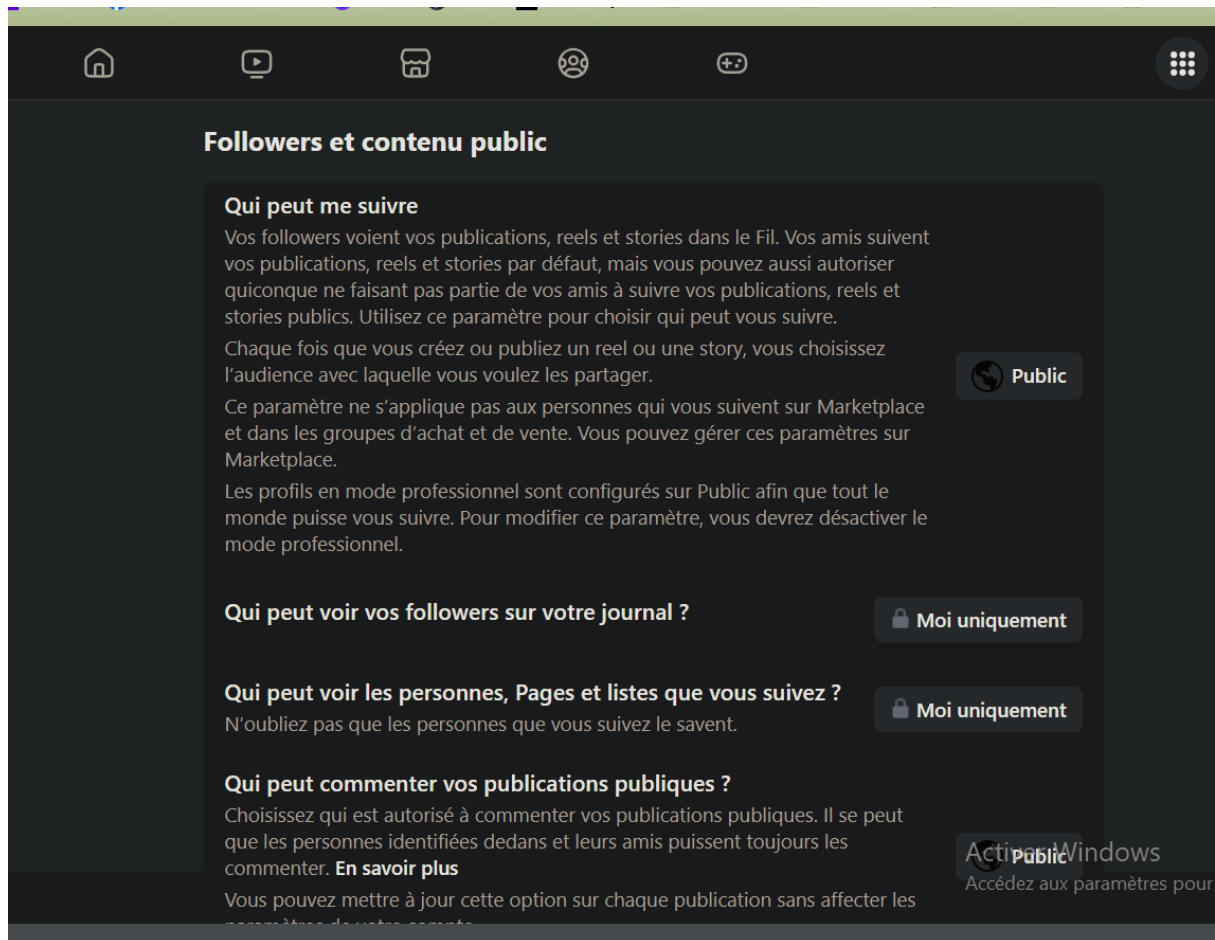 Followers et contenu public
Qui peut me suivre
Vos followers voient vos publications, reels et stories dans le Fil. Vos amis suivent
vos publications, reels et stories par défaut, mais vous pouvez aussi autoriser
quiconque ne faisant pas partie de vos amis à suivre vos publications, reels et
stories publics. Utilisez ce paramètre pour choisir qui peut vous suivre.
Chaque fois que vous créez ou publiez un reel ou une story, vous choisissez
l'audience avec laquelle vous voulez les partager.
Public
Ce paramètre ne s'applique pas aux personnes qui vous suivent sur Marketplace
et dans les groupes d'achat et de vente. Vous pouvez gérer ces paramètres sur
Marketplace.
Les profils en mode professionnel sont configurés sur Public afin que tout le
monde puisse vous suivre. Pour modifier ce paramètre, vous devrez désactiver le
mode professionnel.
Qui peut voir vos followers sur votre journal ?
Moi uniquement
Qui peut voir les personnes, Pages et listes que vous suivez ?
N'oubliez pas que les personnes que vous suivez le savent.
Moi uniquement
Qui peut commenter vos publications publiques ?
Choisissez qui est autorisé à commenter vos publications publiques. Il se peut
que les personnes identifiées dedans et leurs amis puissent toujours les
commenter. En savoir plus
Public
Vous pouvez mettre à jour cette option sur chaque publication sans affecter les
Activer Windows
Accédez aux paramètres pour